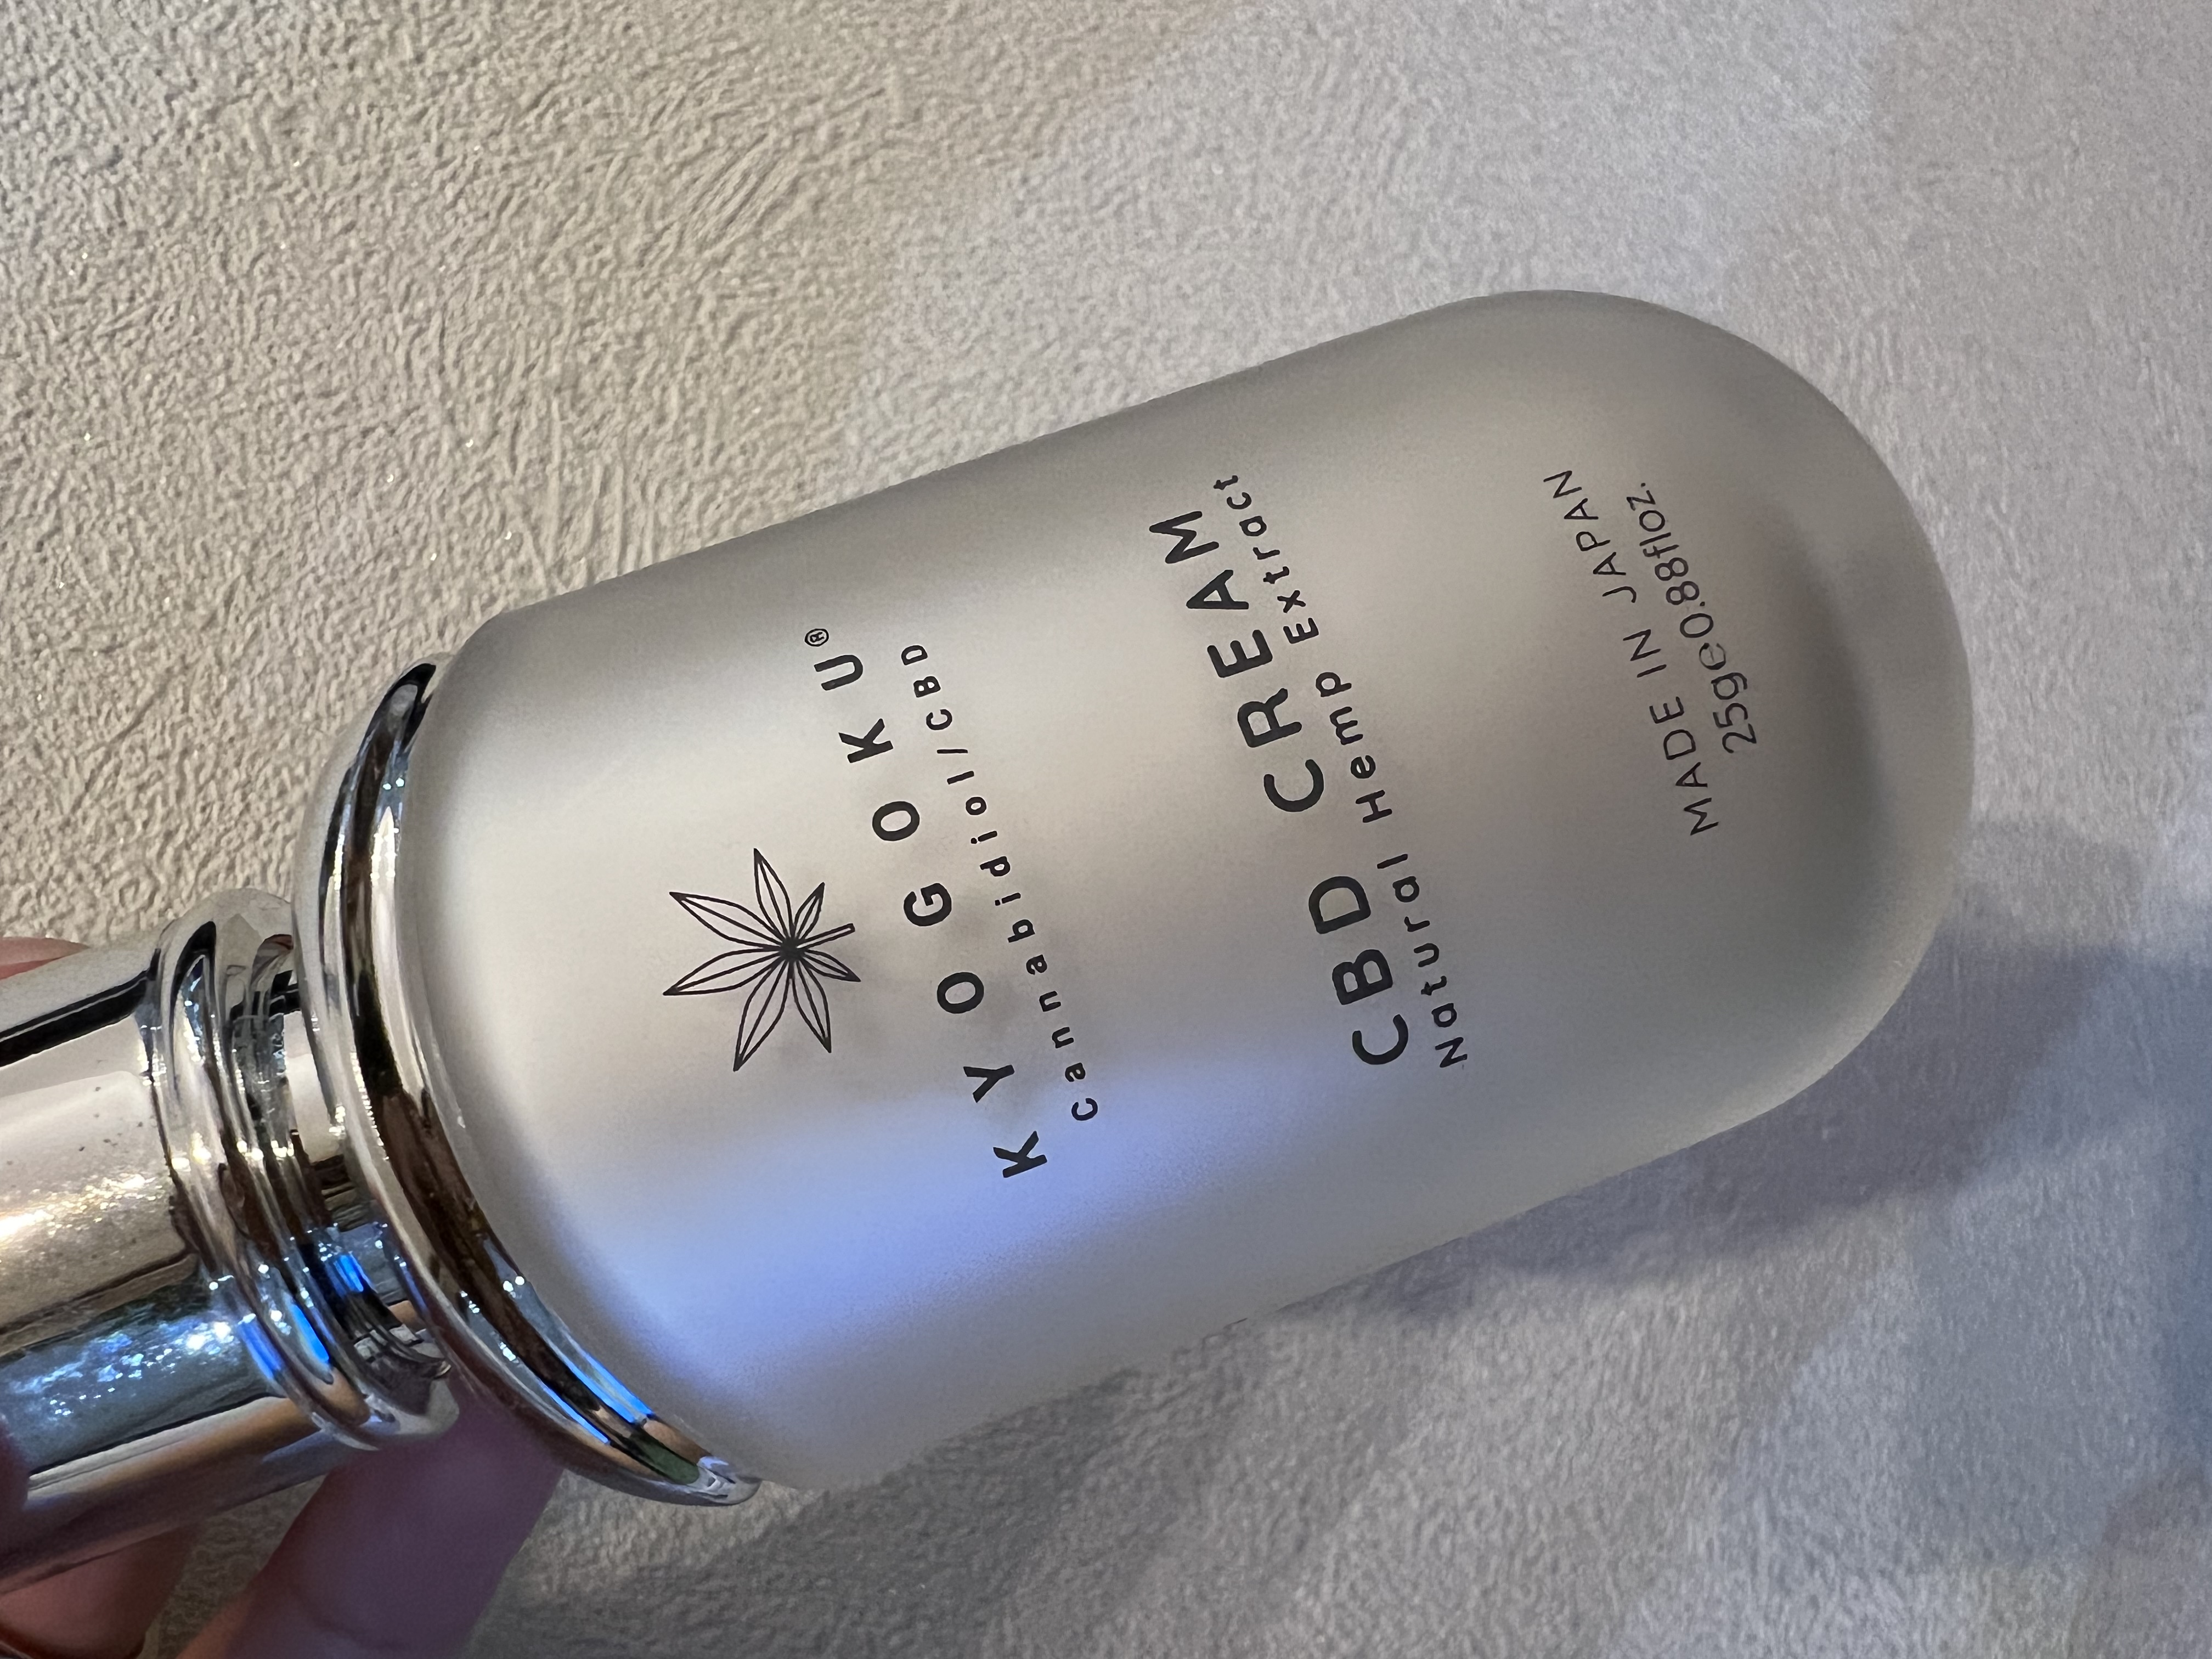 KYOGOKU®
Cannabidiol/CBD
CBD CREAM
Natural Hemp Extract
MADE IN JAPAN
25g℮0.88floz.